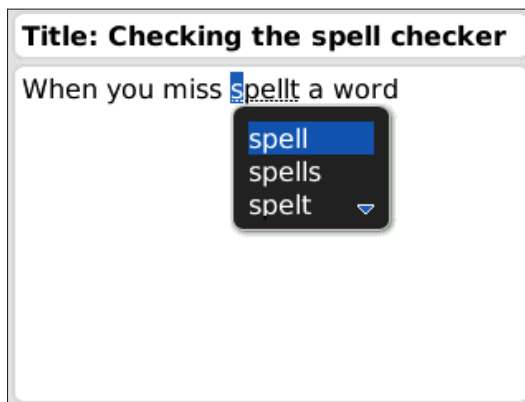 Title: Checking the spell checker
When you miss spellt a word
spell
spells
spelt